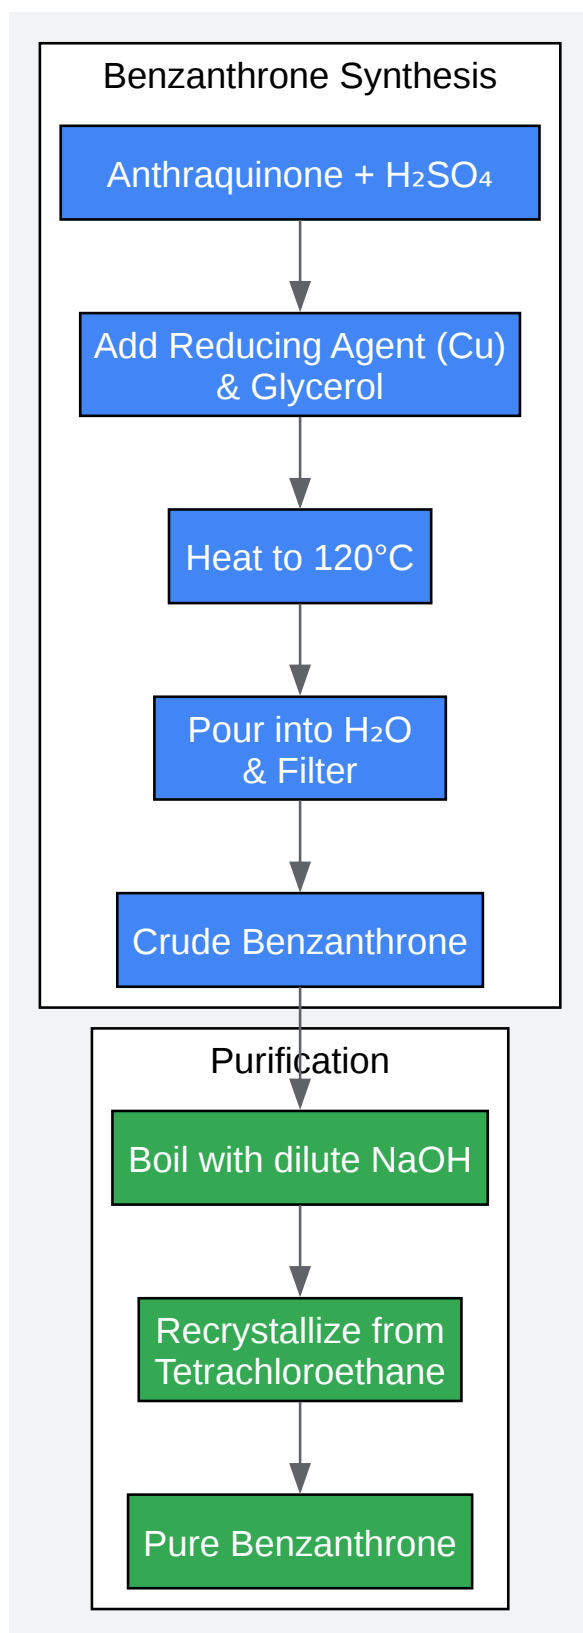 Benzanthrone Synthesis
Anthraquinone + H₂SO₄
Add Reducing Agent (Cu)
& Glycerol
Heat to 120°C
Pour into H₂O
& Filter
Crude Benzanthrone
Purification
Boil with dilute NaOH
Recrystallize from
Tetrachloroethane
Pure Benzanthrone